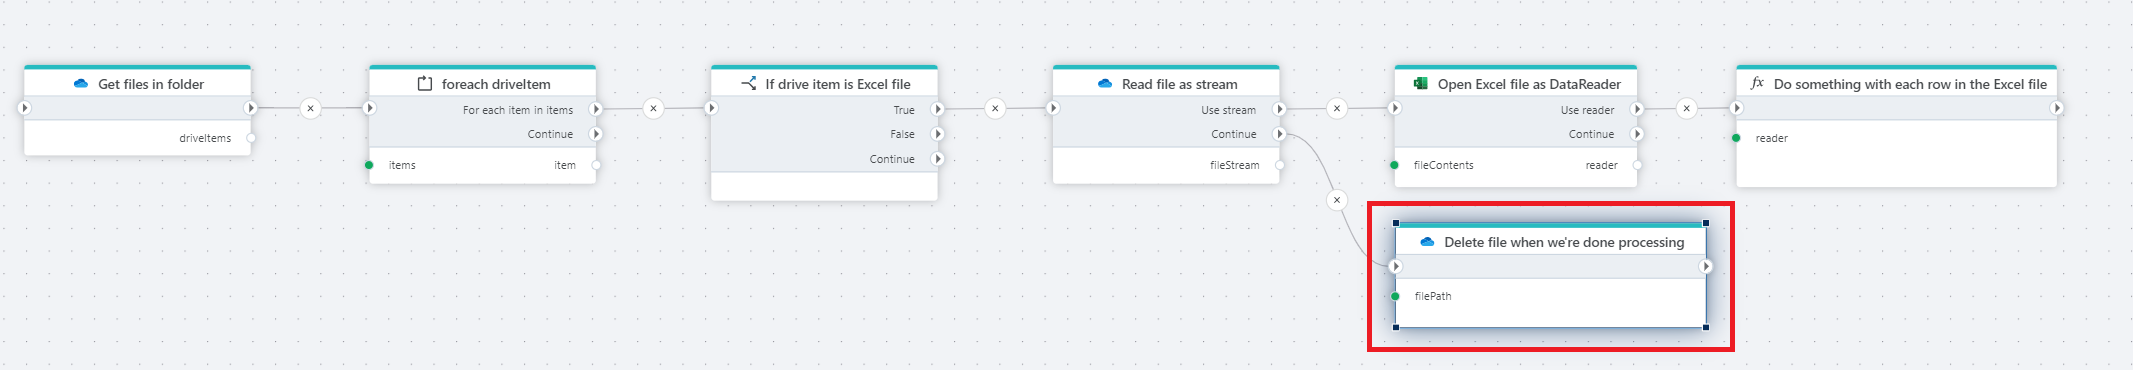 Get files in folder
driveItems
foreach driveItem
For each item in items
Continue
items
item
If drive item is Excel file
True
False
Continue
Read file as stream
Use stream
Continue
fileStream
Open Excel file as DataReader
Use reader
Continue
fileContents
reader
fx Do something with each row in the Excel file
reader
Delete file when we're done processing
filePath